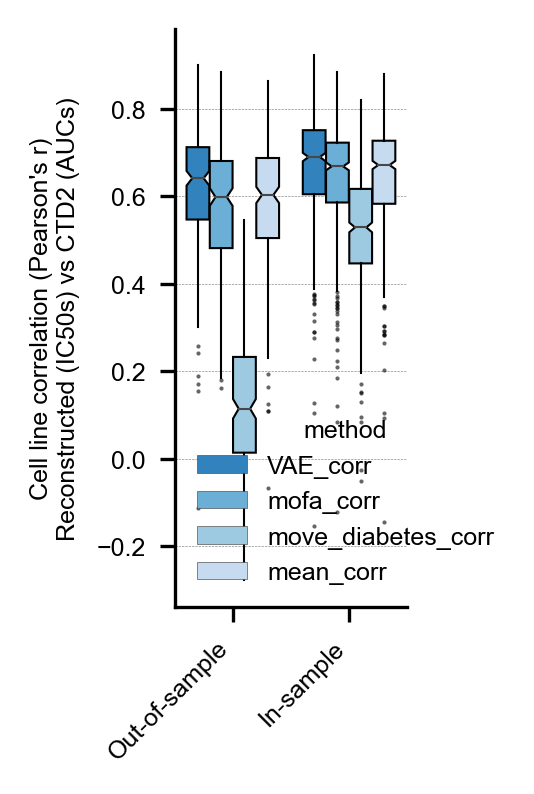 Cell line correlation (Pearson's r)
Reconstructed (IC50s) vs CTD2 (AUCs)
0.8
0.6
0.4
0.2
0.0
−0.2
method
VAE_corr
mofa_corr
move_diabetes_corr
mean_corr
Out-of-sample
In-sample